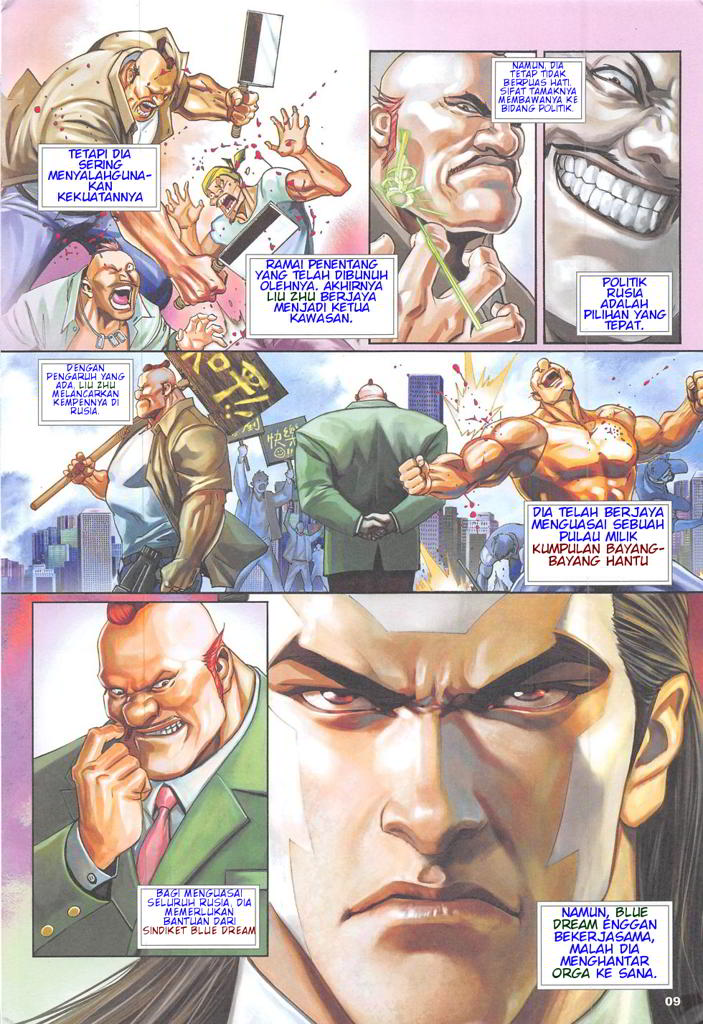 TETAPI DIA
SERING
MENYALAHGUNA-
KAN
KEKUATANNYA
RAMAI PENENTANG
YANG TELAH DIBUNUH
OLEHNYA. AKHIRNYA
LIU ZHU BERJAYA
MENJADI KETUA
KAWASAN.
NAMUN, DIA
TETAP TIDAK
BERPUAS HATI.
SIFAT TAMAKNYA
MEMBAWANYA KE
BIDANG POLITIK.
POLITIK
RUSIA
ADALAH
PILIHAN YANG
TEPAT.
DENGAN
PENGARUH YANG
ADA, LIU ZHU
MELANCARKAN
KEMPENNYA DI
RUSIA.
快樂
DIA TELAH BERJAYA
MENGUASAI SEBUAH
PULAU MILIK
KUMPULAN BAYANG-
BAYANG HANTU
BAGI MENGUASAI
SELURUH RUSIA, DIA
MEMERLUKAN
BANTUAN DARI
SINDIKET BLUE DREAM
NAMUN, BLUE
DREAM ENGGAN
BEKERJASAMA,
MALAH DIA
MENGHANTAR
ORGA KE SANA.
09